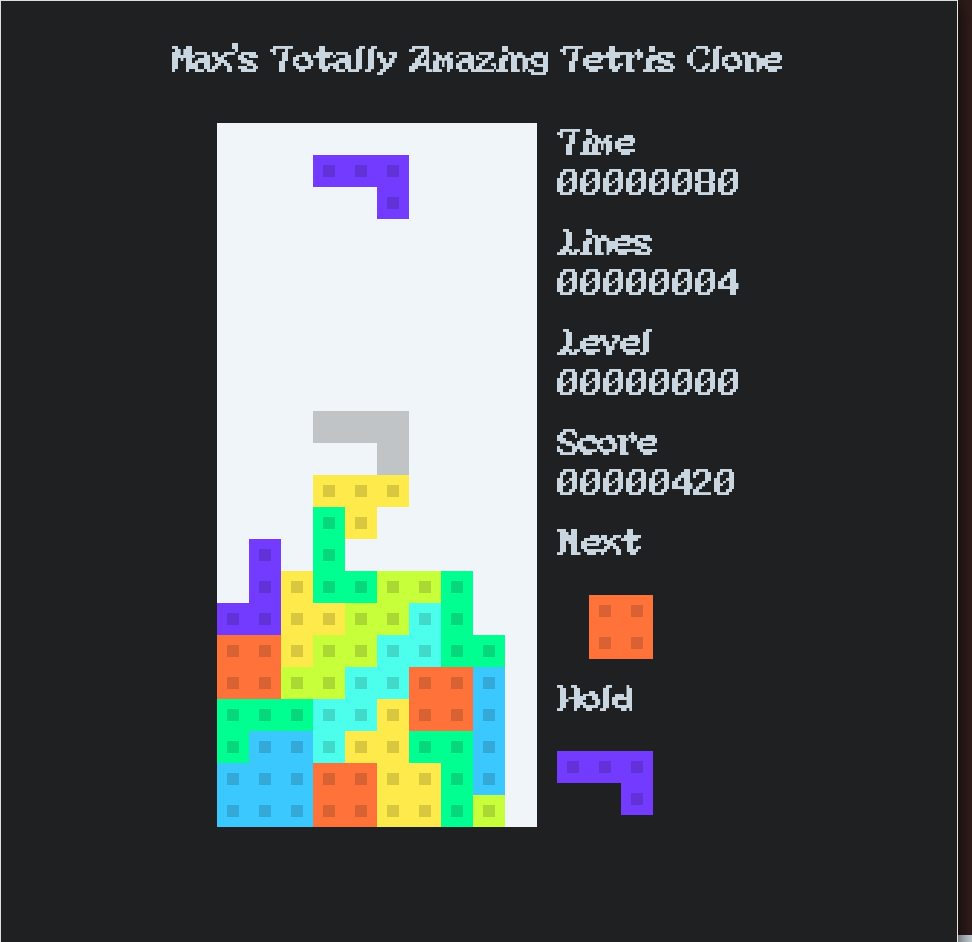 Max's Totally Amazing Tetris Clone
Time
00000080
Lines
00000004
Level
00000000
Score
00000420
Next
Hold